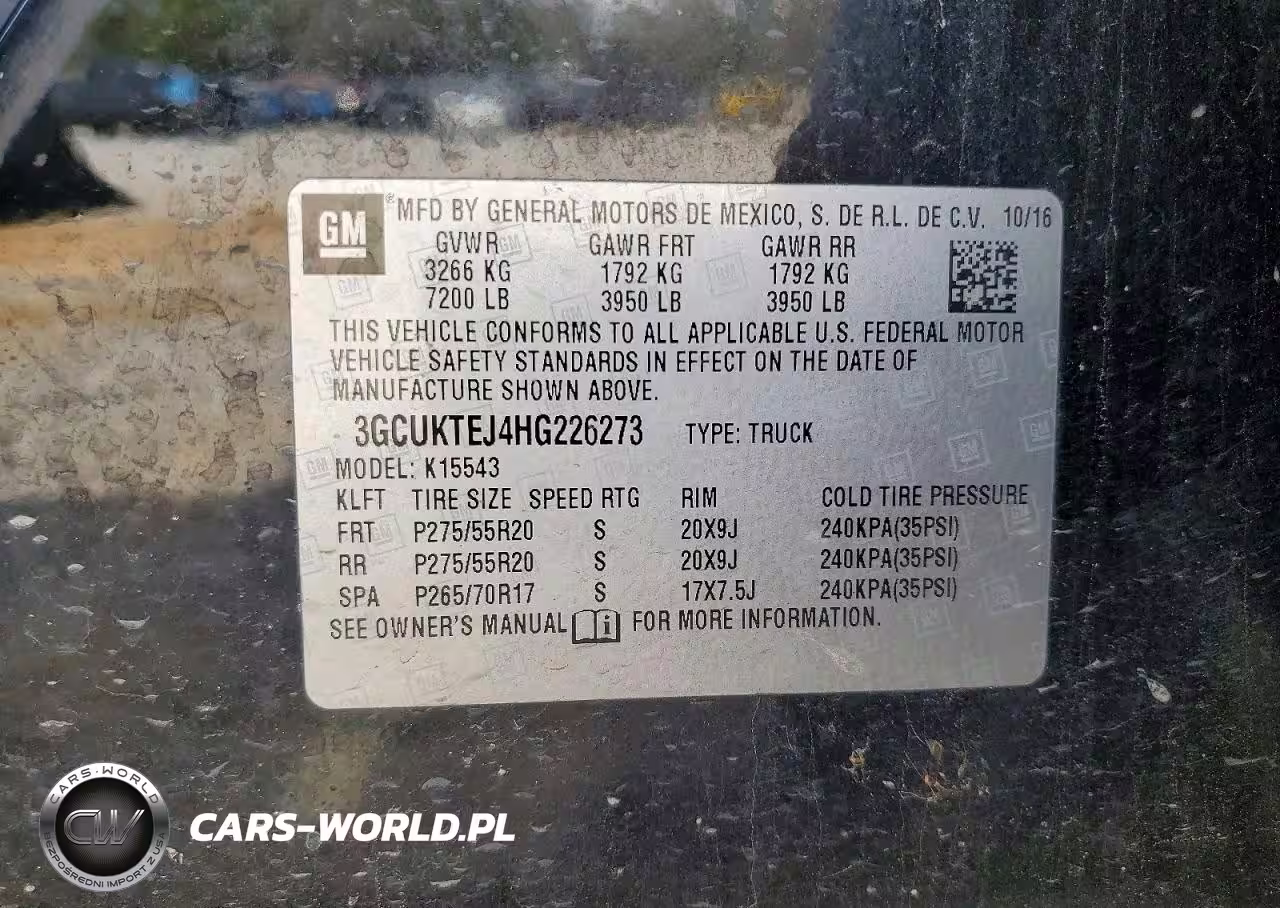 GM ® MFD BY GENERAL MOTORS DE MEXICO, S. DE R.L. DE C.V. 10/16
GVWR GAWR FRT GAWR RR
3266 KG 1792 KG 1792 KG
7200 LB 3950 LB 3950 LB
THIS VEHICLE CONFORMS TO ALL APPLICABLE U.S. FEDERAL MOTOR
VEHICLE SAFETY STANDARDS IN EFFECT ON THE DATE OF
MANUFACTURE SHOWN ABOVE.
3GCUKTEJ4HG226273 TYPE: TRUCK
MODEL: K15543
KLFT TIRE SIZE SPEED RTG RIM COLD TIRE PRESSURE
FRT P275/55R20 S 20X9J 240KPA(35PSI)
RR P275/55R20 S 20X9J 240KPA(35PSI)
SPA P265/70R17 S 17X7.5J 240KPA(35PSI)
SEE OWNER'S MANUAL i FOR MORE INFORMATION.
CARS-WORLD
CW
BEZPOŚREDNI IMPORT Z USA
CARS-WORLD.PL